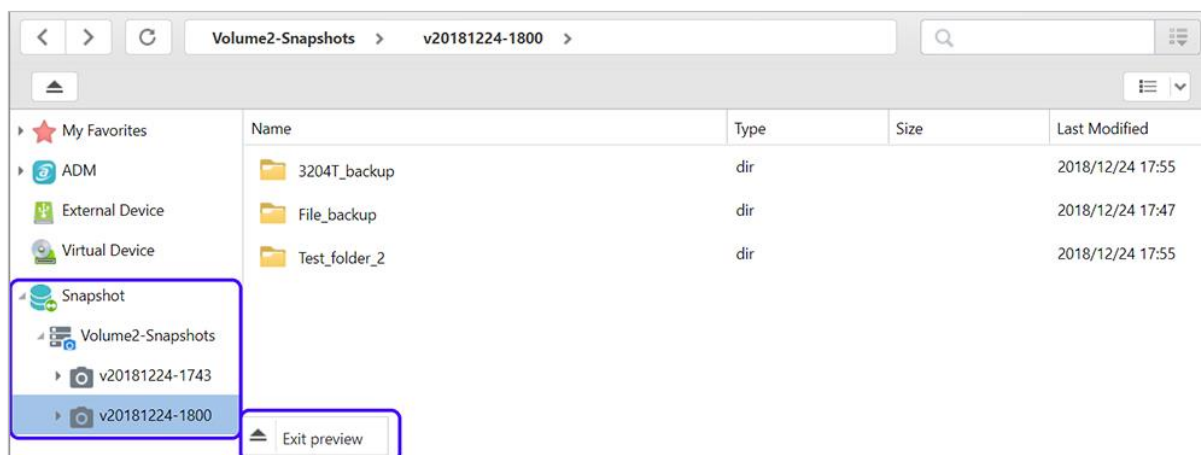 Volume2-Snapshots > v20181224-1800 >
My Favorites
ADM
External Device
Virtual Device
Snapshot
Volume2-Snapshots
v20181224-1743
v20181224-1800
Exit preview
Name Type Size Last Modified
3204T_backup dir 2018/12/24 17:55
File_backup dir 2018/12/24 17:47
Test_folder_2 dir 2018/12/24 17:55